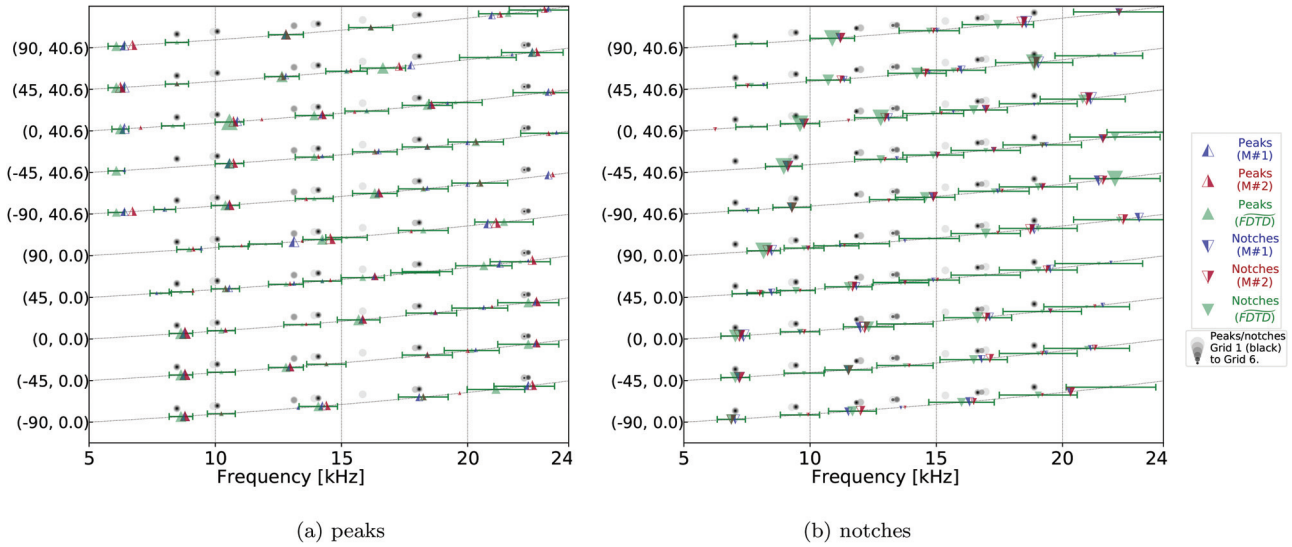 (90, 40.6)
(45, 40.6)
(0, 40.6)
(-45, 40.6)
(-90, 40.6)
(90, 0.0)
(45, 0.0)
(0, 0.0)
(-45, 0.0)
(-90, 0.0)
5 10 15 20 24
Frequency [kHz]
(a) peaks
(90, 40.6)
(45, 40.6)
(0, 40.6)
(-45, 40.6)
(-90, 40.6)
(90, 0.0)
(45, 0.0)
(0, 0.0)
(-45, 0.0)
(-90, 0.0)
5 10 15 20 24
Frequency [kHz]
(b) notches
Peaks
(M#1)
Peaks
(M#2)
Peaks
(FDTD)
Notches
(M#1)
Notches
(M#2)
Notches
(FDTD)
Peaks/notches
Grid 1 (black)
to Grid 6.